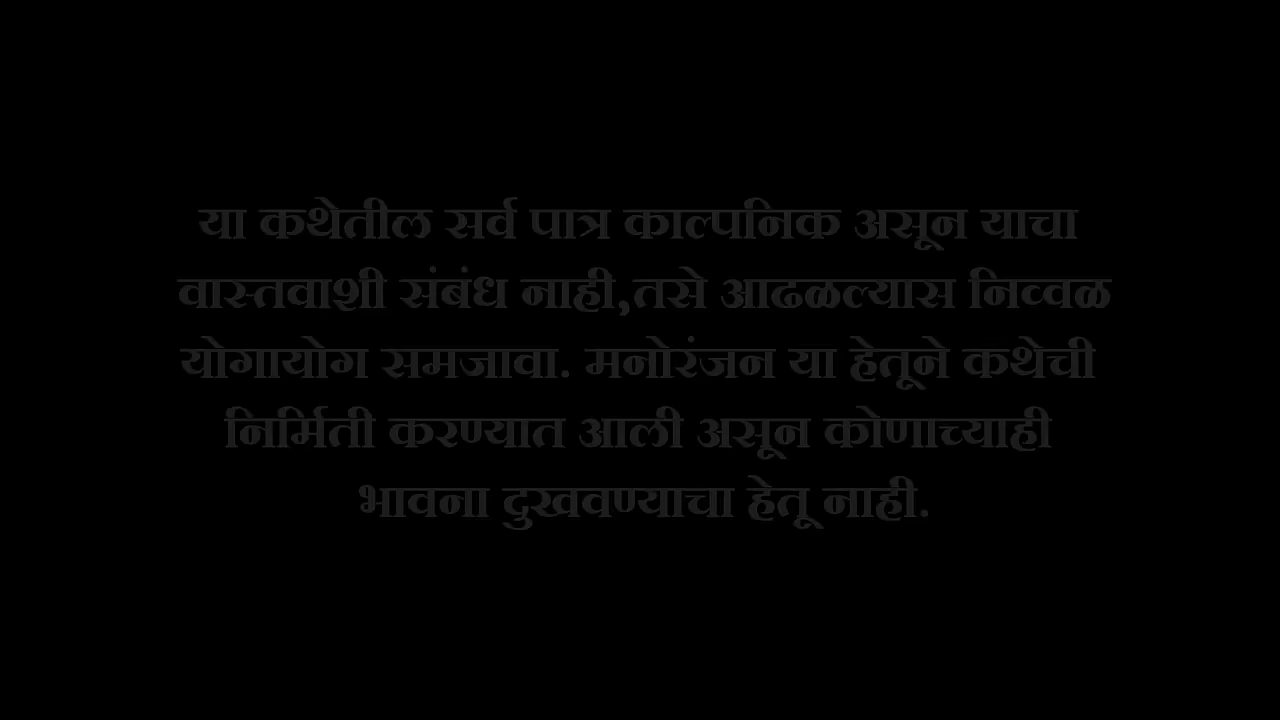 या कथेतील सर्व पात्र काल्पनिक असून याचा
वास्तवाशी संबंध नाही,तसे आढळल्यास निव्वळ
योगायोग समजावा. मनोरंजन या हेतूने कथेची
निर्मिती करण्यात आली असून कोणाच्याही
भावना दुखवण्याचा हेतू नाही.